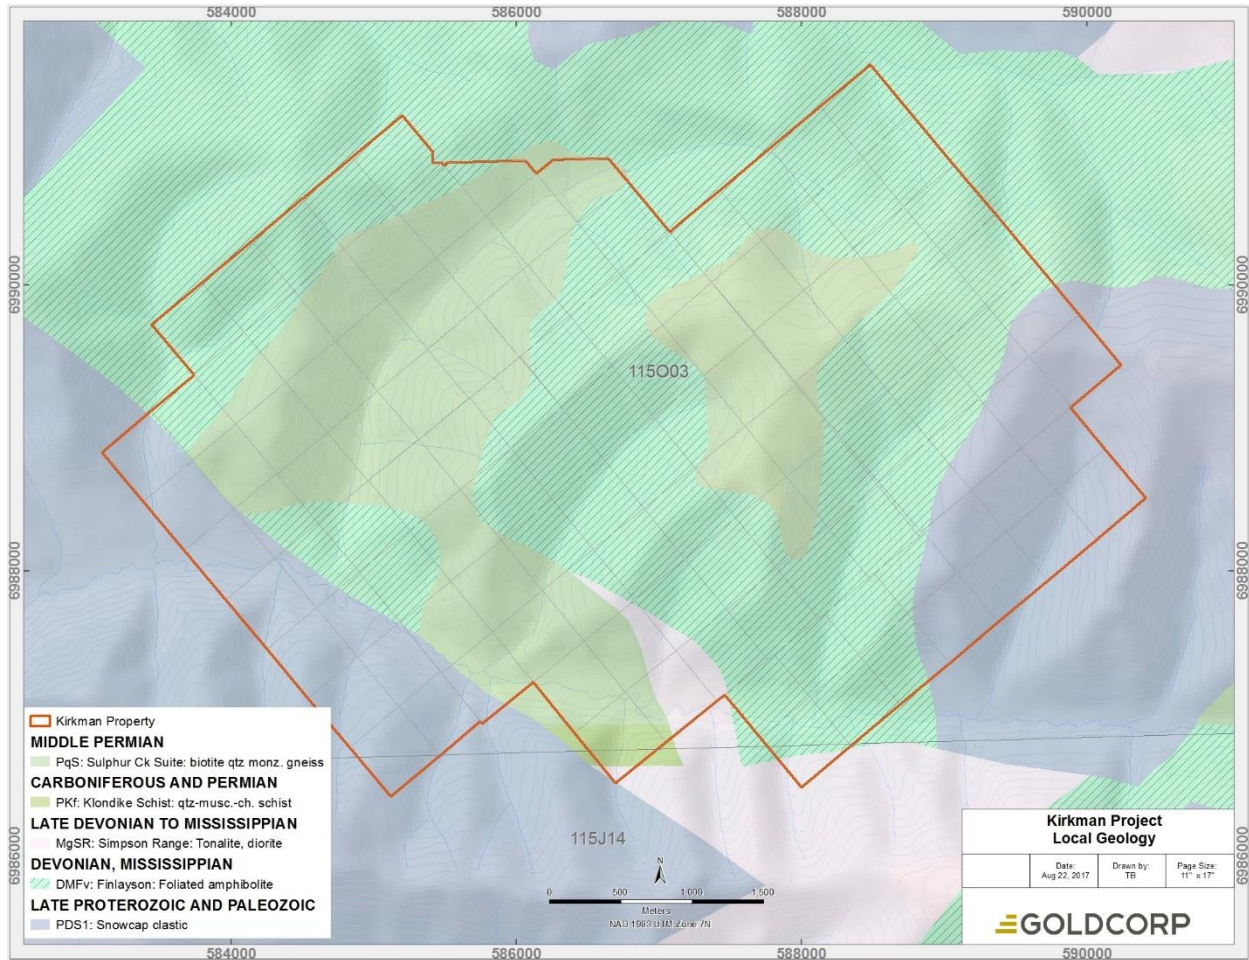 584000
586000
588000
590000
6990000
6990000
115O03
6988000
6988000
Kirkman Property
MIDDLE PERMIAN
PqS: Sulphur Ck Suite: biotite qtz monz. gneiss
CARBONIFEROUS AND PERMIAN
PKf: Klondike Schist: qtz-musc.-ch. schist
LATE DEVONIAN TO MISSISSIPPIAN
MgSR: Simpson Range: Tonalite, diorite
DEVONIAN, MISSISSIPPIAN
DMFv: Finlayson: Foliated amphibolite
LATE PROTEROZOIC AND PALEOZOIC
PDS1: Snowcap clastic
115J14
6986000
6986000
N
0 500 1,000 1,500
Meters
NAD 1983 UTM Zone 7N
Kirkman Project
Local Geology
Date:
Aug 22, 2017
Drawn by:
TB
Page Size:
11" x 17"
GOLDCORP
584000
586000
588000
590000